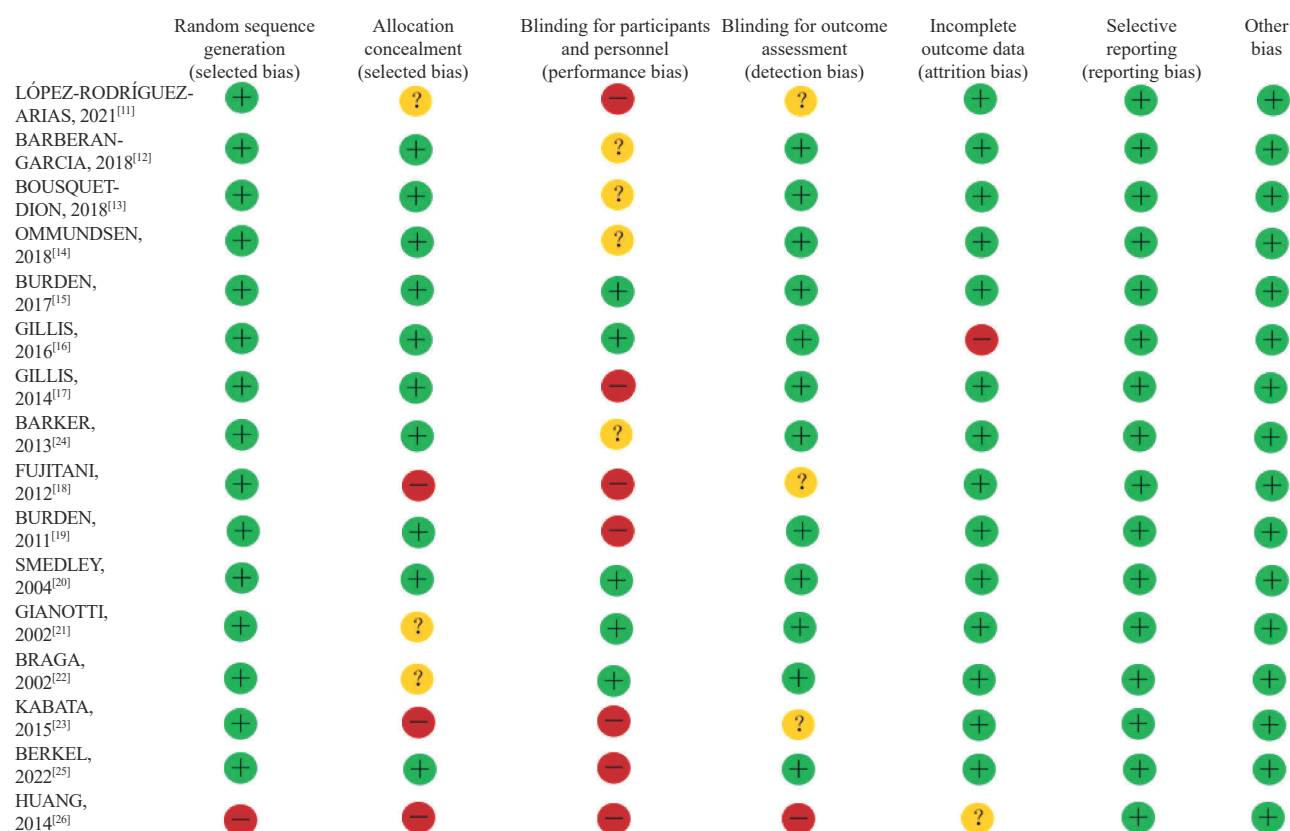 Random sequence Allocation Blinding for participants Blinding for outcome Incomplete Selective Other
generation concealment and personnel assessment outcome data reporting bias
(selected bias) (selected bias) (performance bias) (detection bias) (attrition bias) (reporting bias)
LÓPEZ-RODRÍGUEZ- + ? − ? + + +
ARIAS, 2021[11]
BARBERAN- + + ? + + + +
GARCIA, 2018[12]
BOUSQUET- + + ? + + + +
DION, 2018[13]
OMMUNDSEN, + + ? + + + +
2018[14]
BURDEN, + + + + + + +
2017[15]
GILLIS, + + + + − + +
2016[16]
GILLIS, + + − + + + +
2014[17]
BARKER, + + ? + + + +
2013[24]
FUJITANI, + − − ? + + +
2012[18]
BURDEN, + + − + + + +
2011[19]
SMEDLEY, + + + + + + +
2004[20]
GIANOTTI, + ? + + + + +
2002[21]
BRAGA, + ? + + + + +
2002[22]
KABATA, + − − ? + + +
2015[23]
BERKEL, + + − + + + +
2022[25]
HUANG, − − − − ? + +
2014[26]